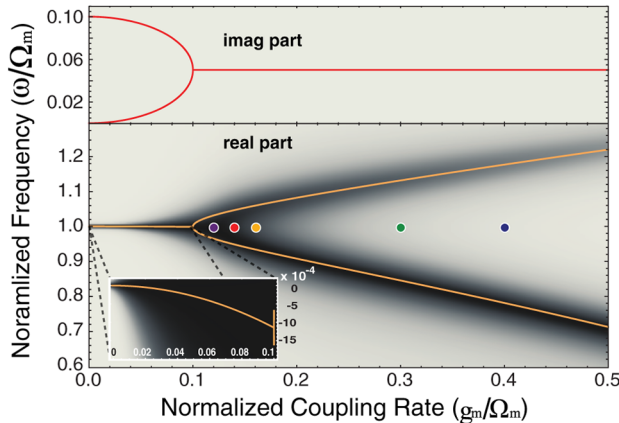 0.10
imag part
0.06
0.02
Noramlized Frequency (ω/Ωm)
real part
1.2
1.1
1.0
0.9
0.8
0.7
0.6
x 10⁻⁴
0
-5
-10
-15
0 0.02 0.04 0.06 0.08 0.1
0.0 0.1 0.2 0.3 0.4 0.5
Normalized Coupling Rate (gm/Ωm)